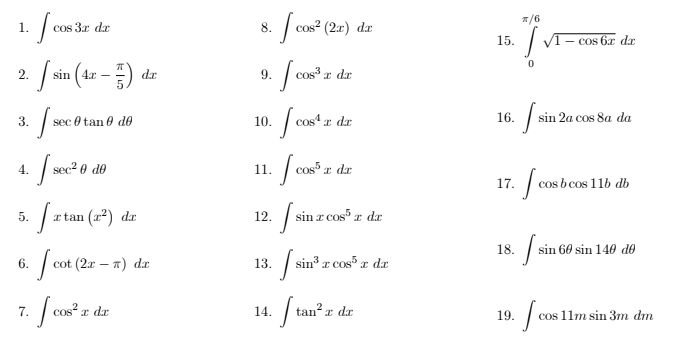 1. ∫ cos 3x dx
2. ∫ sin (4x − π/5) dx
3. ∫ sec θ tan θ dθ
4. ∫ sec² θ dθ
5. ∫ x tan (x²) dx
6. ∫ cot (2x − π) dx
7. ∫ cos² x dx
8. ∫ cos² (2x) dx
9. ∫ cos³ x dx
10. ∫ cos⁴ x dx
11. ∫ cos⁵ x dx
12. ∫ sin x cos⁵ x dx
13. ∫ sin³ x cos⁵ x dx
14. ∫ tan² x dx
15. ∫₀^{π/6} √(1 − cos 6x) dx
16. ∫ sin 2a cos 8a da
17. ∫ cos b cos 11b db
18. ∫ sin 6θ sin 14θ dθ
19. ∫ cos 11m sin 3m dm